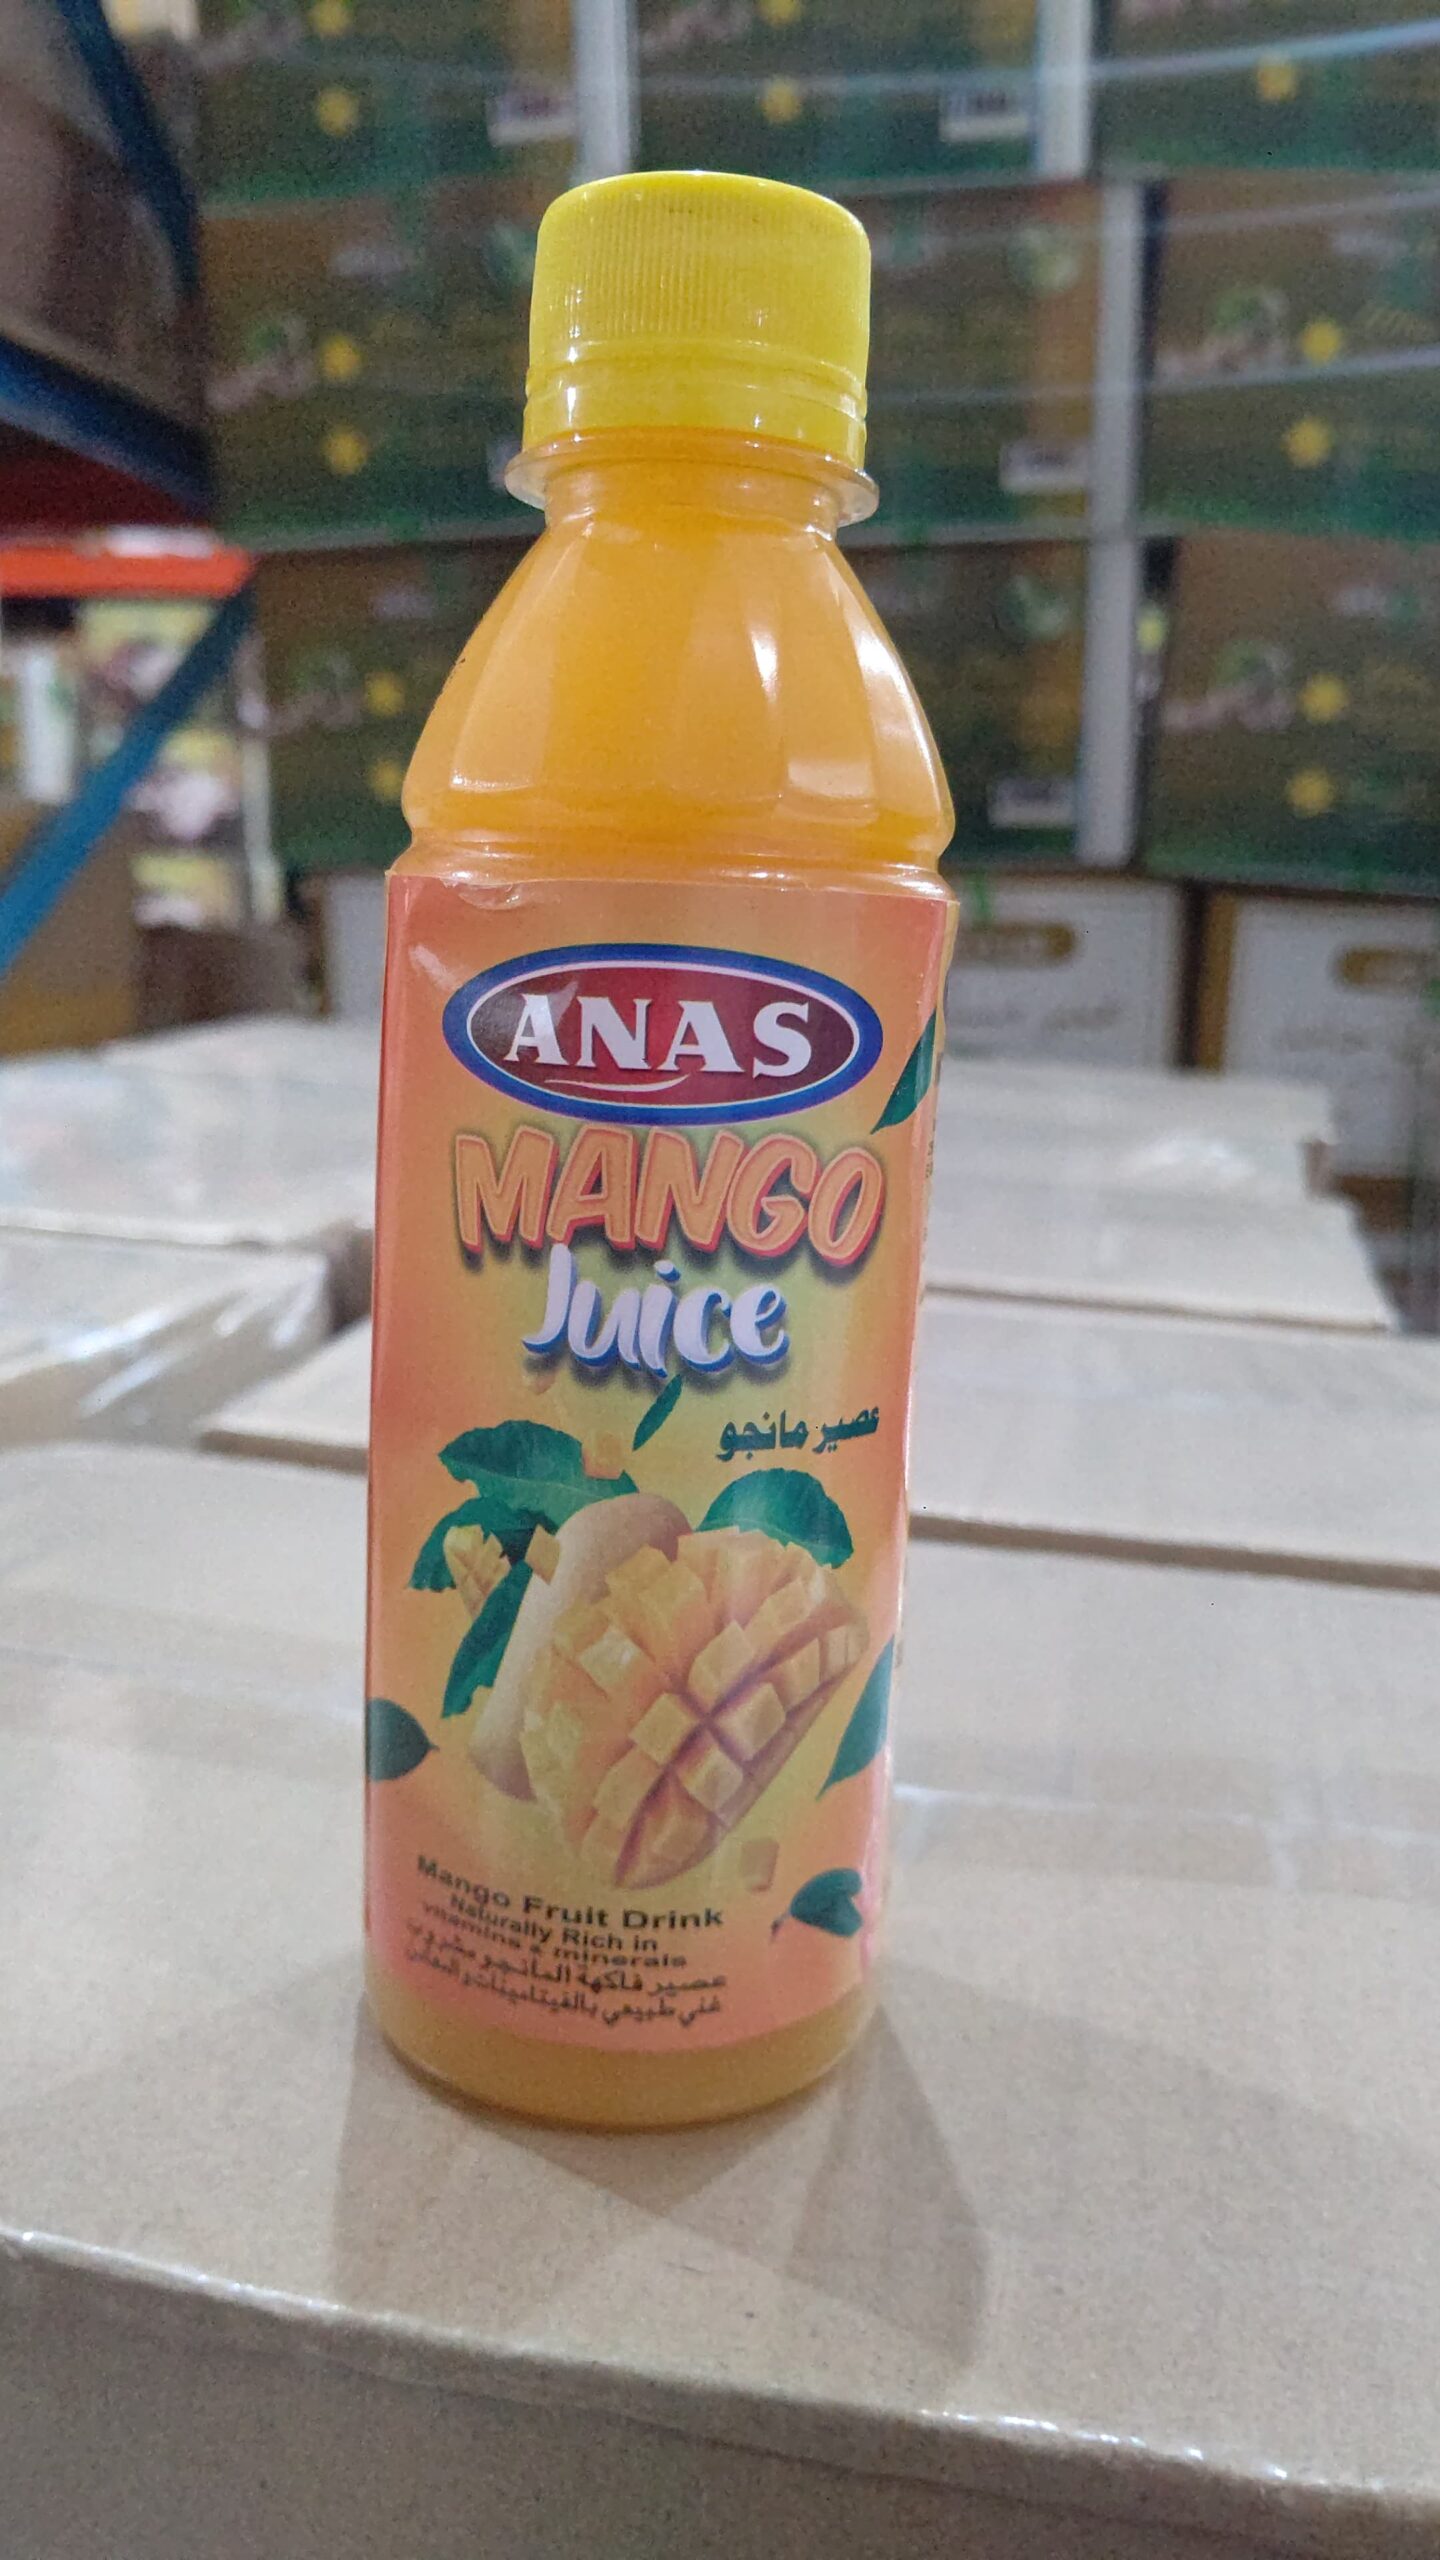 ANAS
MANGO
Juice
عصير مانجو
Mango Fruit Drink
Naturally Rich in
vitamins & minerals
عصير فاكهة المانجو مشروب
غني طبيعي بالفيتامينات و المعادن